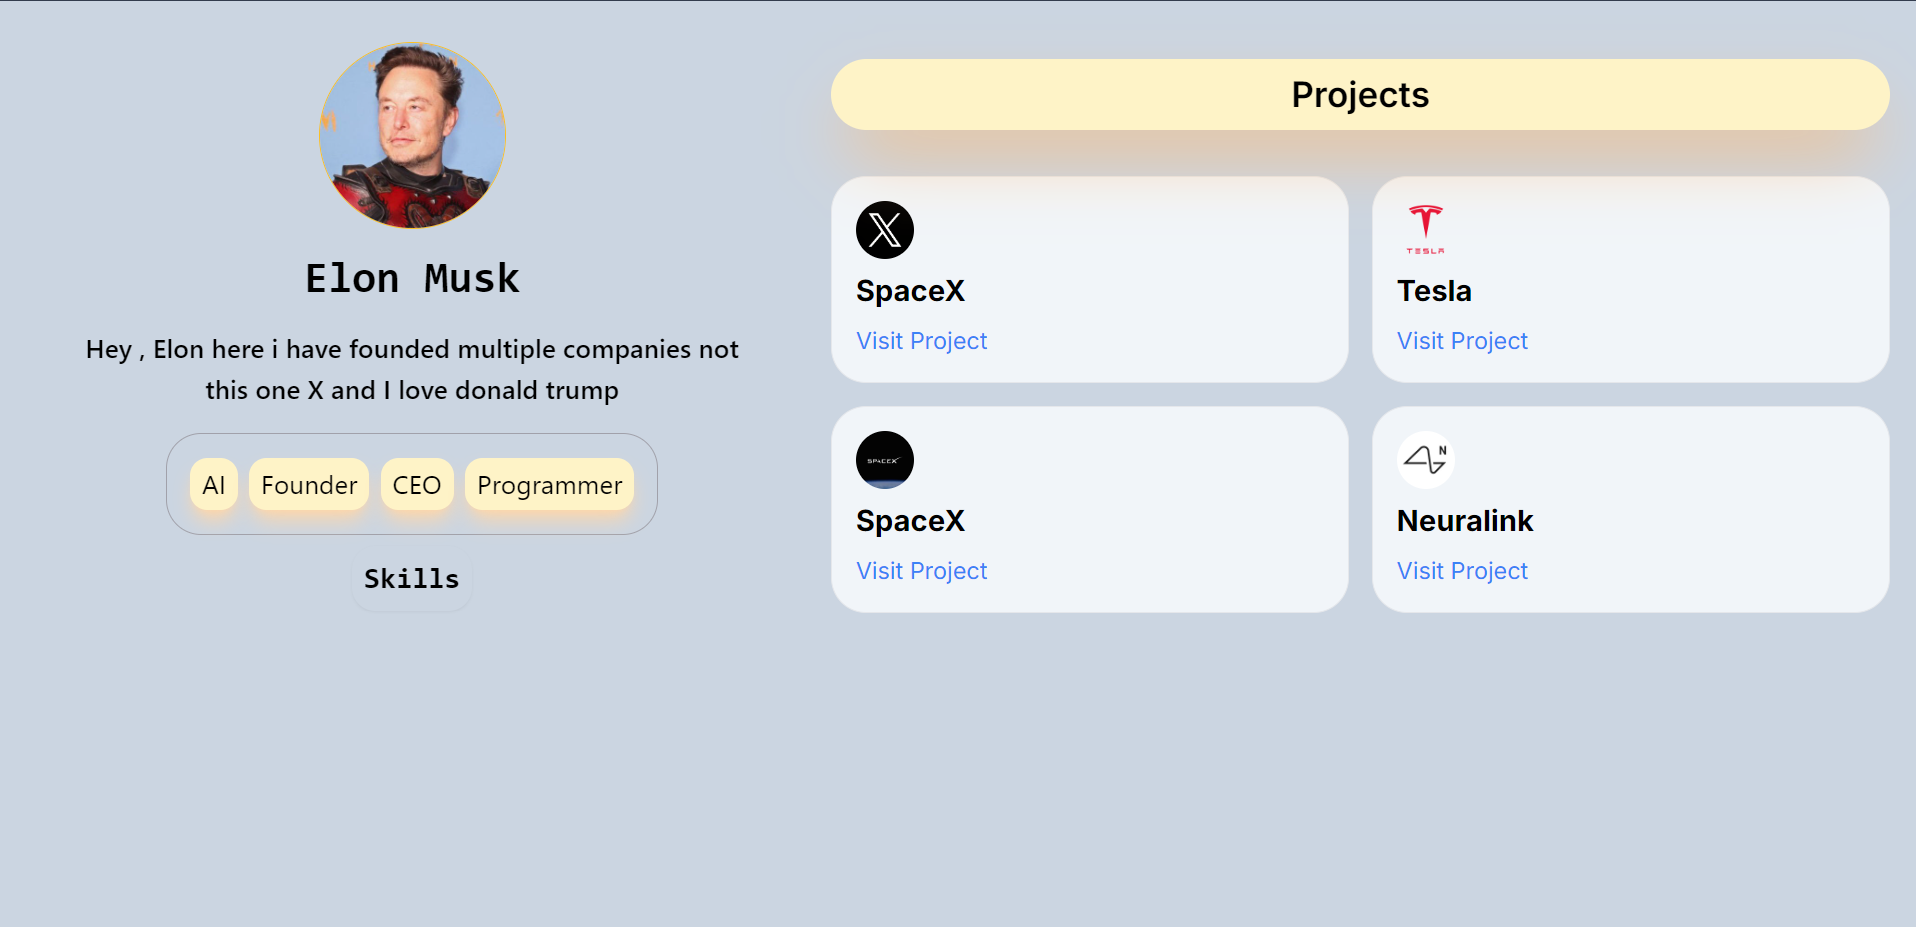 Elon Musk
Hey , Elon here i have founded multiple companies not
this one X and I love donald trump
AI Founder CEO Programmer
Skills
Projects
X
SpaceX
Visit Project
TESLA
Tesla
Visit Project
SPACEX
SpaceX
Visit Project
N
Neuralink
Visit Project